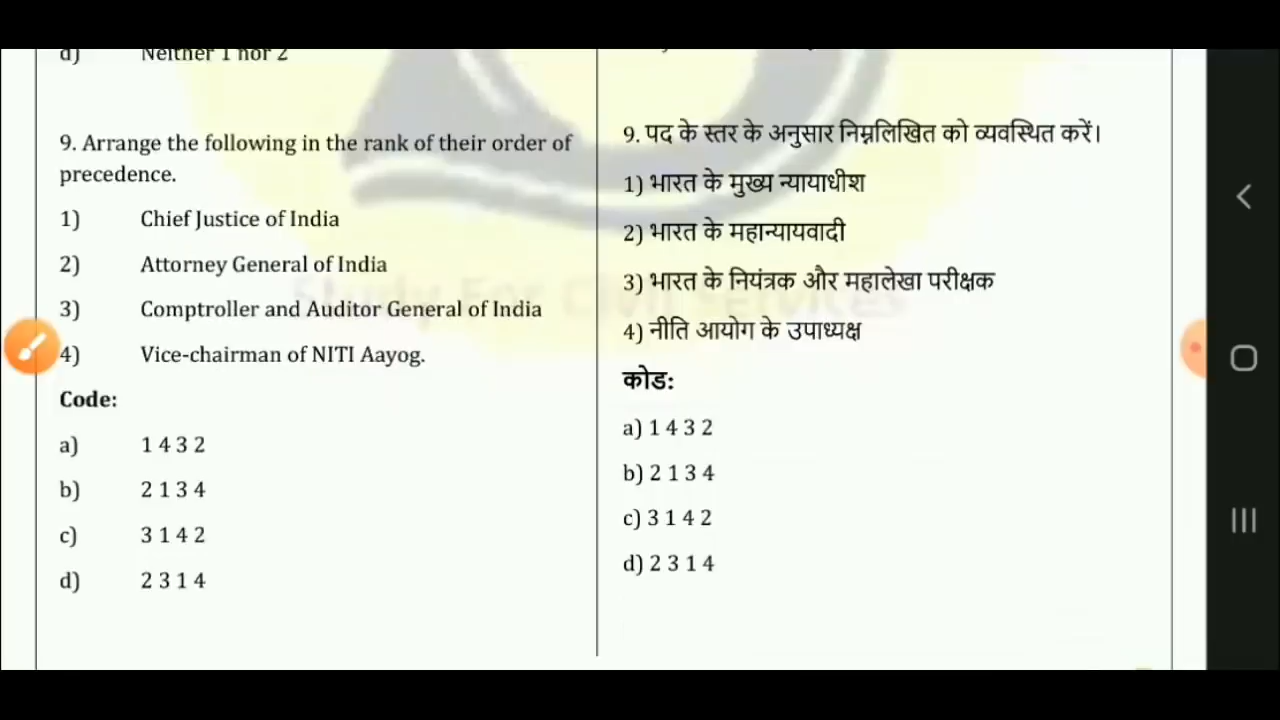 d) Neither 1 nor 2
9. Arrange the following in the rank of their order of
precedence.
1) Chief Justice of India
2) Attorney General of India
3) Comptroller and Auditor General of India
4) Vice-chairman of NITI Aayog.
Code:
a) 1 4 3 2
b) 2 1 3 4
c) 3 1 4 2
d) 2 3 1 4
9. पद के स्तर के अनुसार निम्नलिखित को व्यवस्थित करें।
1) भारत के मुख्य न्यायाधीश
2) भारत के महान्यायवादी
3) भारत के नियंत्रक और महालेखा परीक्षक
4) नीति आयोग के उपाध्यक्ष
कोड:
a) 1 4 3 2
b) 2 1 3 4
c) 3 1 4 2
d) 2 3 1 4
Study For Civil Services